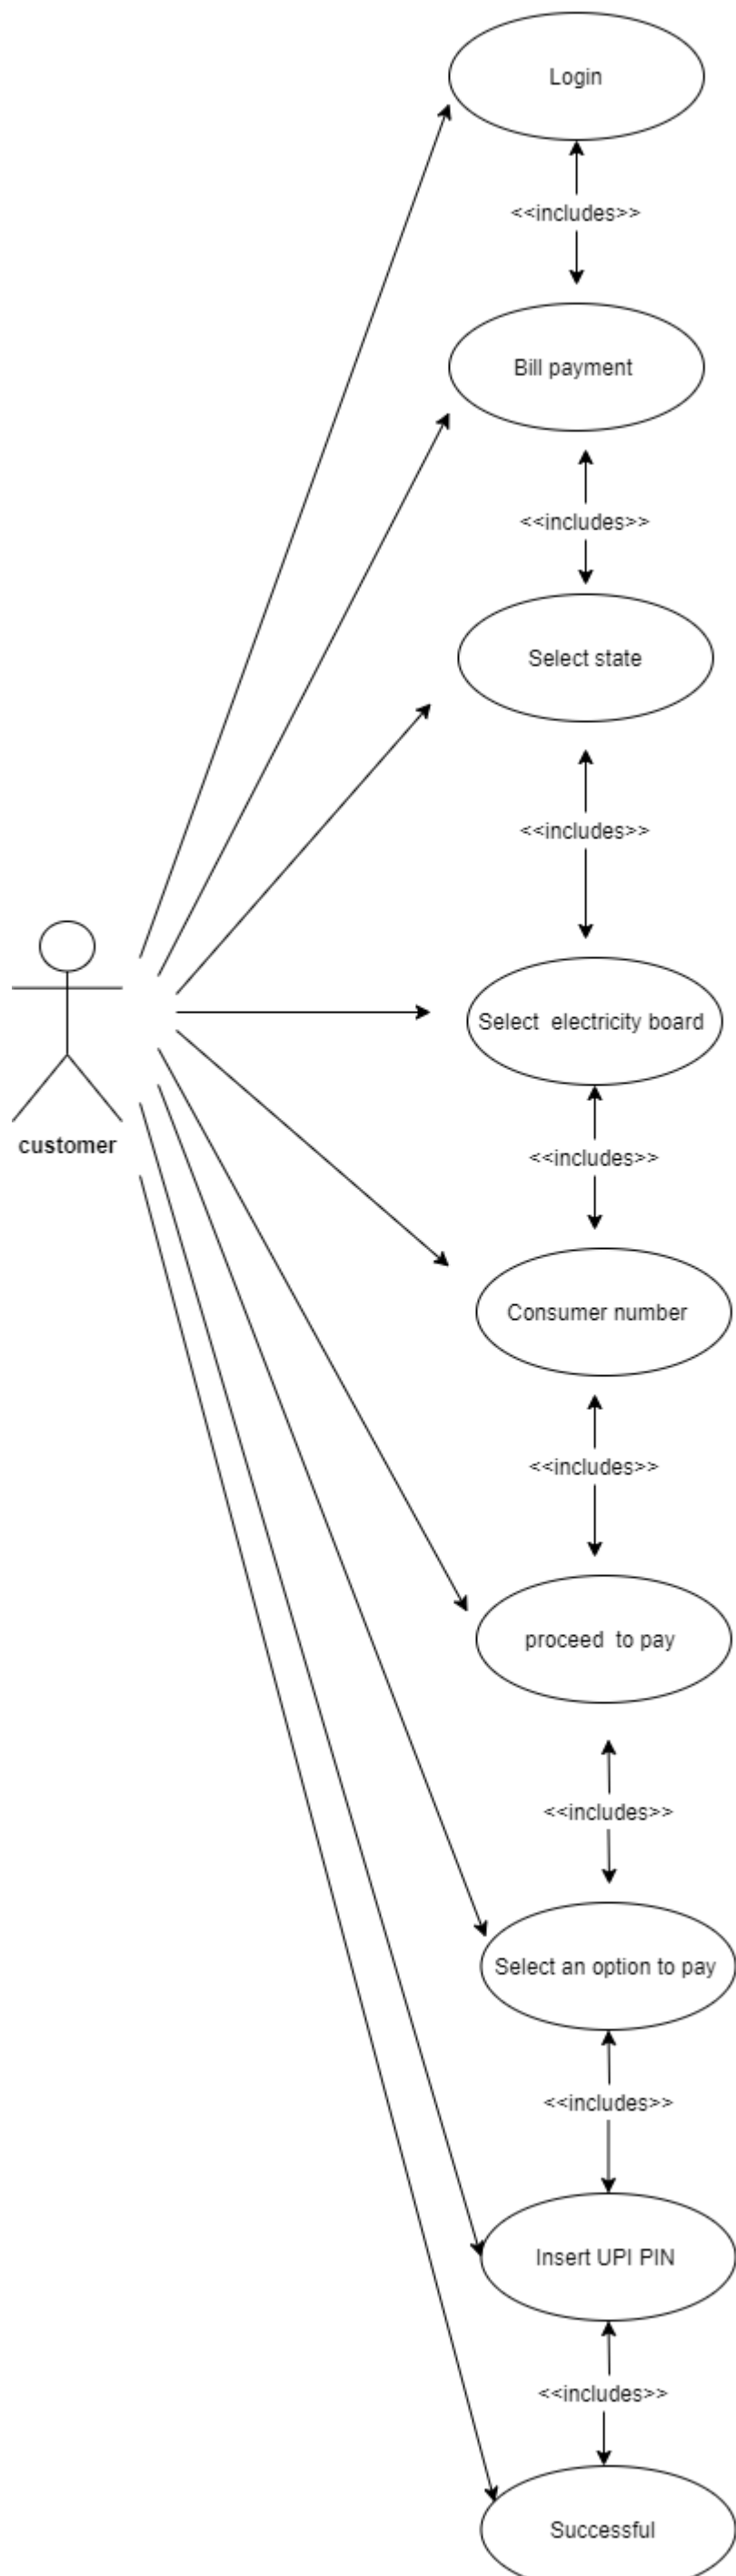 Login
<<includes>>
Bill payment
<<includes>>
Select state
<<includes>>
Select  electricity board
customer
<<includes>>
Consumer number
<<includes>>
proceed  to pay
<<includes>>
Select an option to pay
<<includes>>
Insert UPI PIN
<<includes>>
Successful